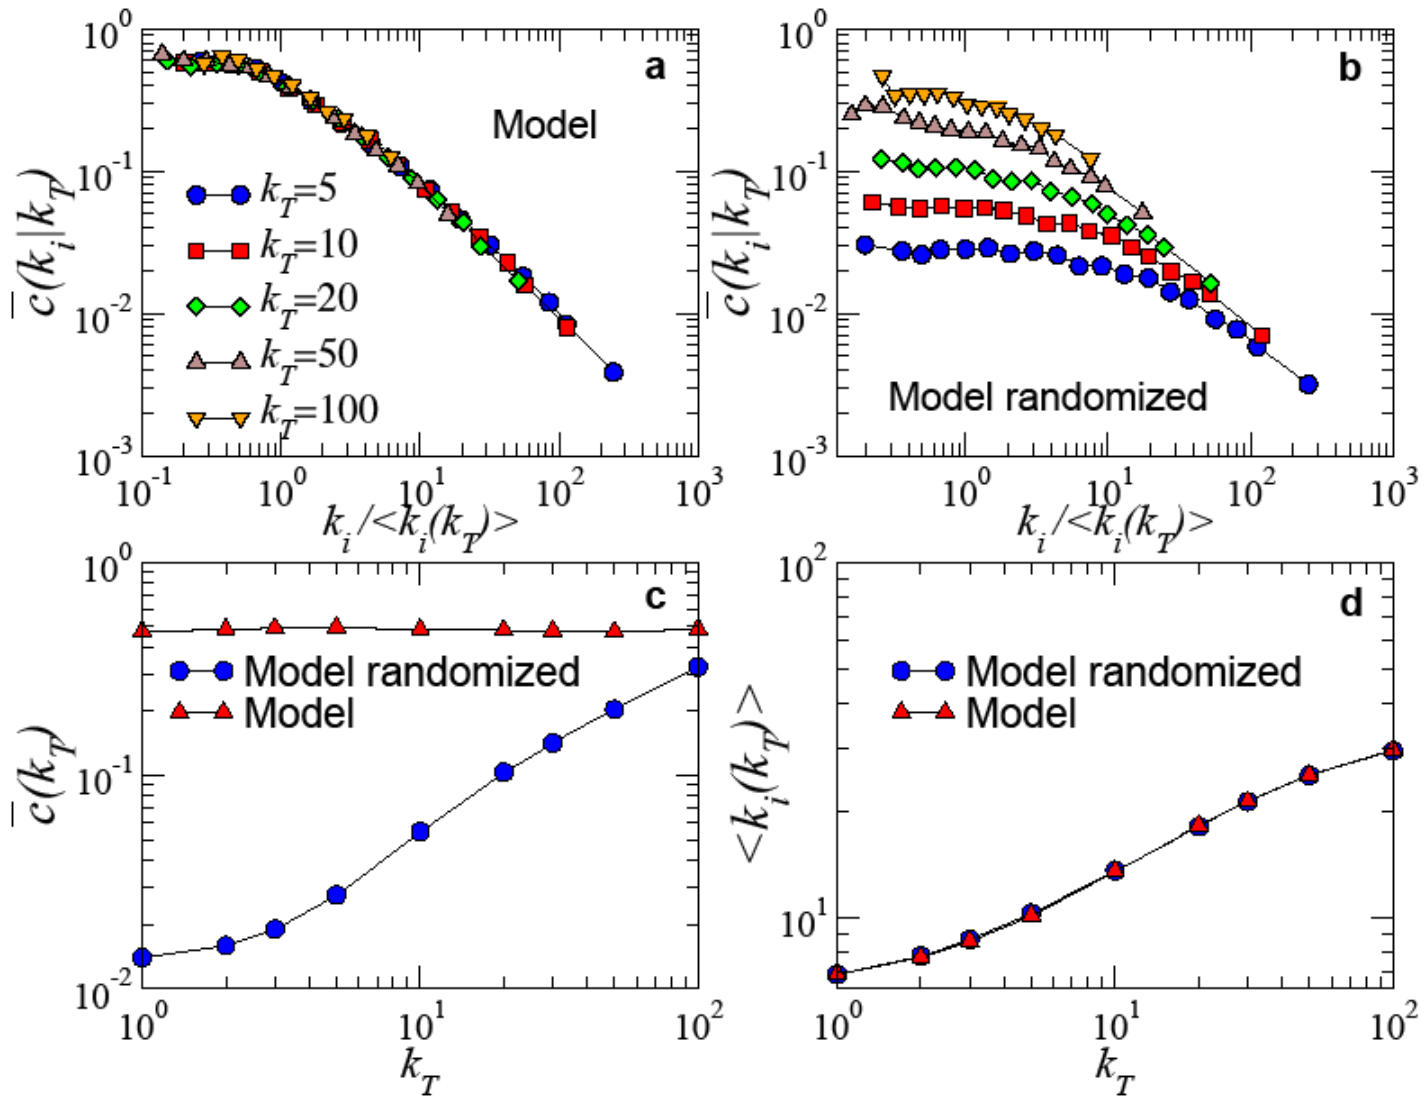 10^0
10^-1
10^-2
10^-3
c̅(k_i|k_T)
a
Model
k_T=5
k_T=10
k_T=20
k_T=50
k_T=100
10^-1 10^0 10^1 10^2 10^3
k_i/<k_i(k_T)>
10^0
10^-1
10^-2
10^-3
c̅(k_i|k_T)
b
Model randomized
10^0 10^1 10^2 10^3
k_i/<k_i(k_T)>
10^0
10^-1
10^-2
c̅(k_T)
c
Model randomized
Model
10^0 10^1 10^2
k_T
10^2
10^1
<k_i(k_T)>
d
Model randomized
Model
10^0 10^1 10^2
k_T